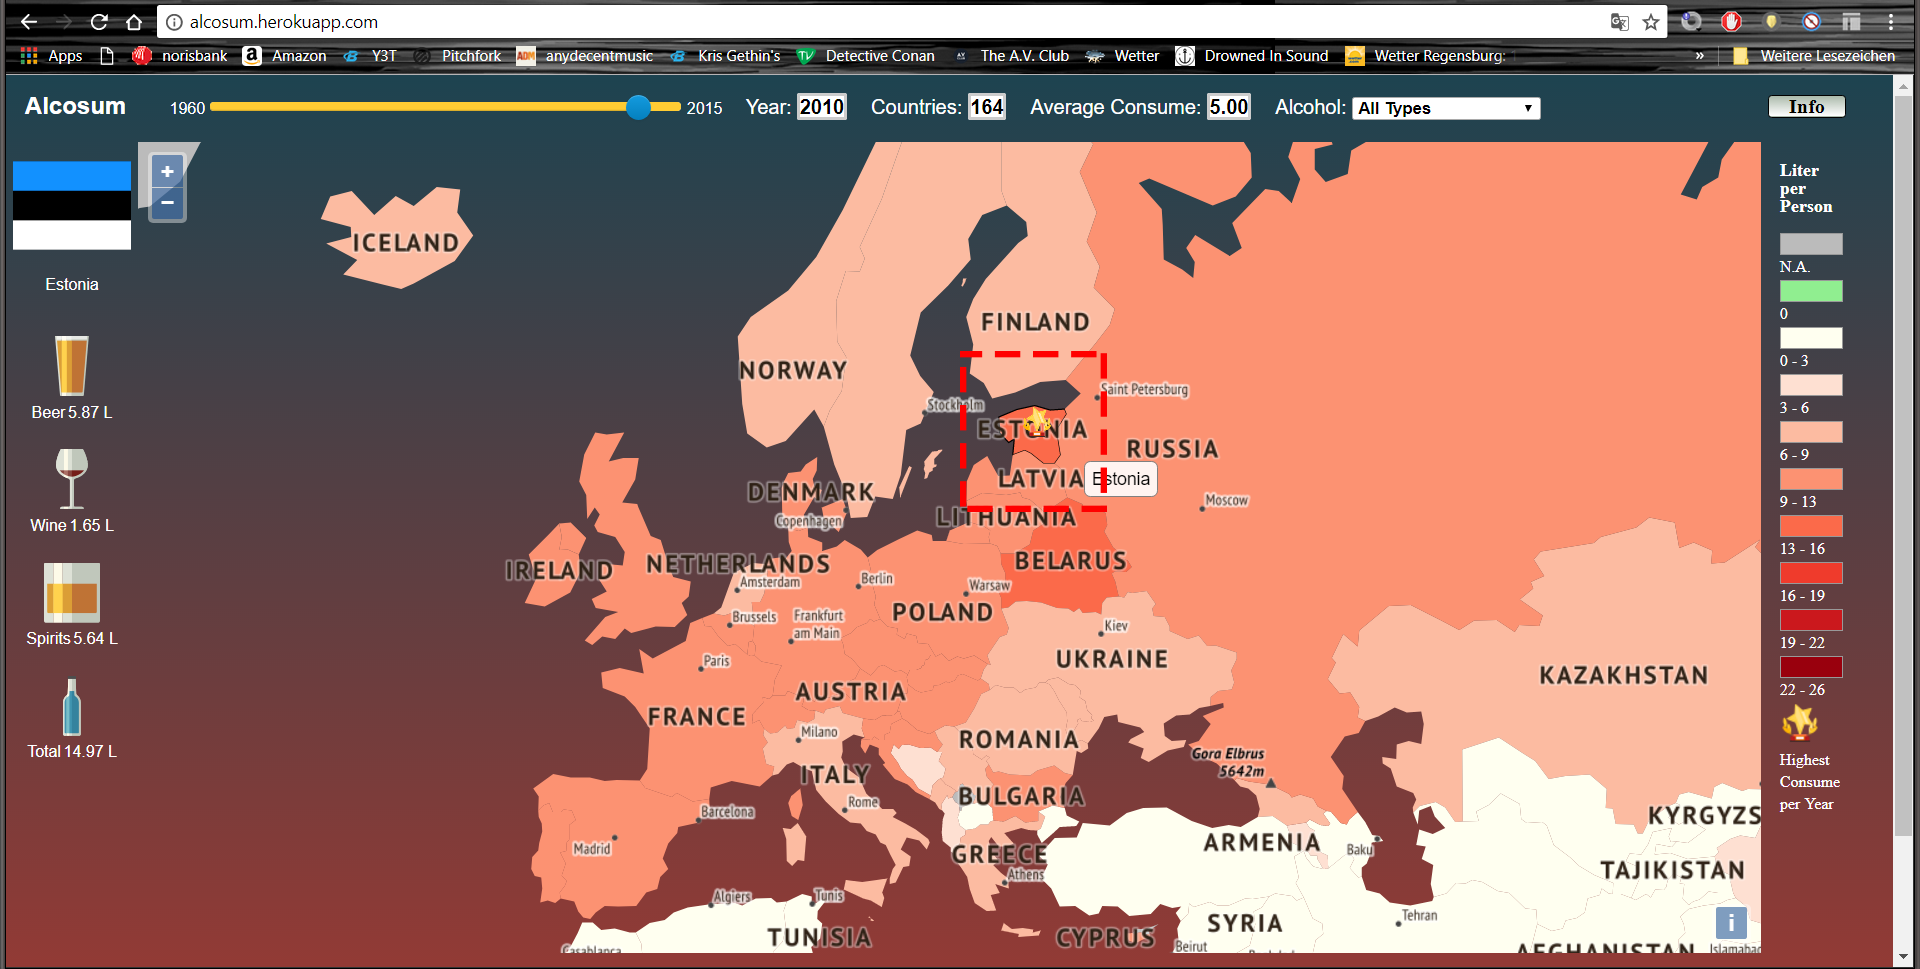 alcosum.herokuapp.com
Apps
norisbank
Amazon
Y3T
Pitchfork
ADM
anydecentmusic
Kris Gethin's
TV
Detective Conan
The A.V. Club
Wetter
Drowned In Sound
Wetter Regensburg:
»
Weitere Lesezeichen
Alcosum
1960
2015
Year: 2010
Countries: 164
Average Consume: 5.00
Alcohol: All Types
Info
+
−
Estonia
Beer 5.87 L
Wine 1.65 L
Spirits 5.64 L
Total 14.97 L
ICELAND
FINLAND
NORWAY
Saint Petersburg
Stockholm
ESTONIA
RUSSIA
LATVIA
Estonia
DENMARK
Moscow
Copenhagen
LITHUANIA
IRELAND
NETHERLANDS
BELARUS
Amsterdam
Berlin
Warsaw
POLAND
Brussels
Frankfurt
am Main
Kiev
UKRAINE
Paris
KAZAKHSTAN
AUSTRIA
FRANCE
Milano
ROMANIA
Gora Elbrus
5642m
ITALY
BULGARIA
Rome
Barcelona
KYRGYZS
Madrid
GREECE
ARMENIA
Baku
Athens
TAJIKISTAN
Algiers
Tunis
TUNISIA
CYPRUS
SYRIA
Tehran
Casablanca
Beirut
AFGHANISTAN
Islamabad
i
Liter
per
Person
N.A.
0
0 - 3
3 - 6
6 - 9
9 - 13
13 - 16
16 - 19
19 - 22
22 - 26
Highest
Consume
per Year